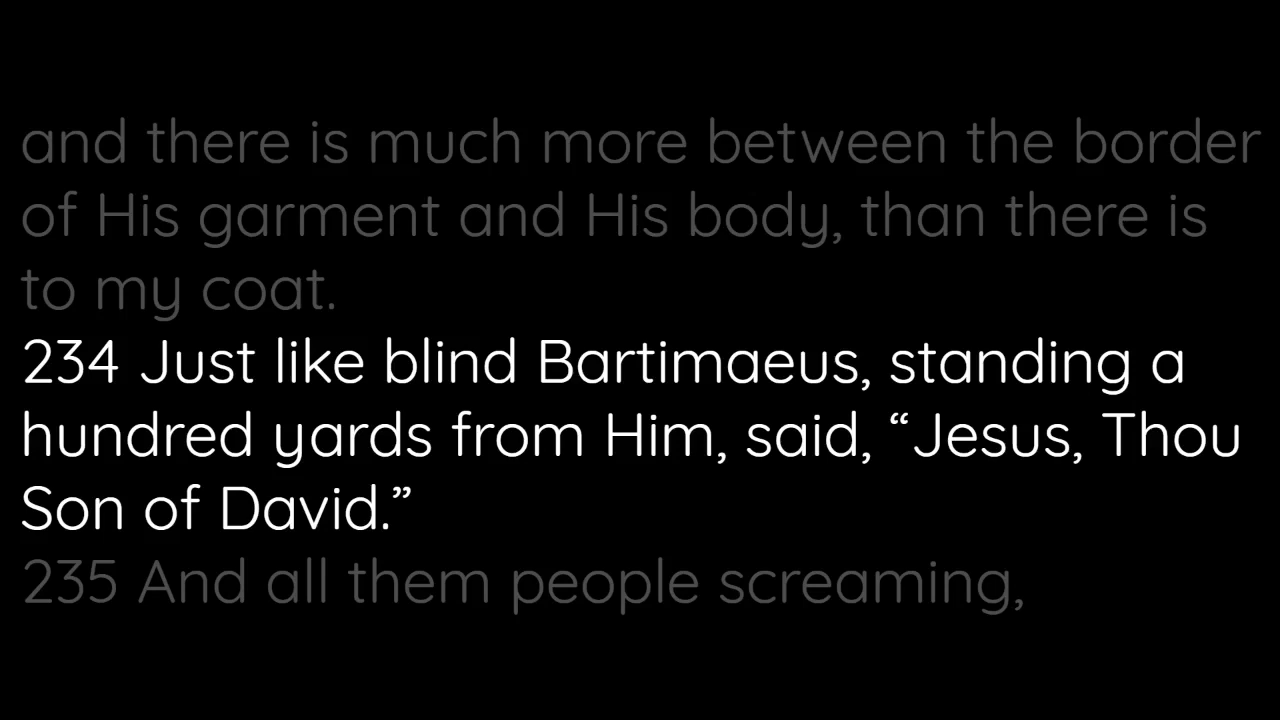 and there is much more between the border
of His garment and His body, than there is
to my coat.
234 Just like blind Bartimaeus, standing a
hundred yards from Him, said, “Jesus, Thou
Son of David.”
235 And all them people screaming,